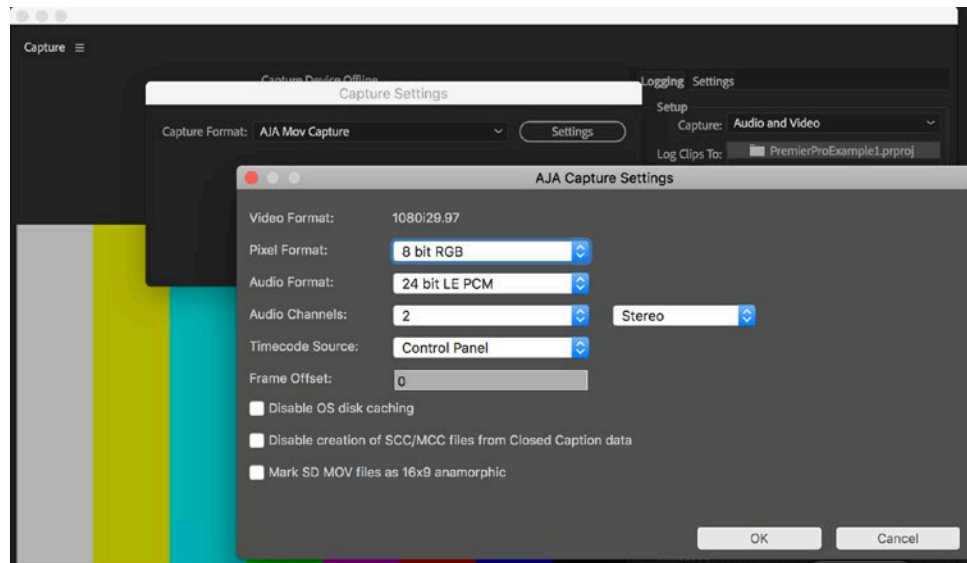 Capture
Capture Device Offline
Logging Settings
Capture Settings
Setup
Capture Format: AJA Mov Capture Settings
Capture: Audio and Video
Log Clips To: PremierProExample1.prproj
AJA Capture Settings
Video Format: 1080i29.97
Pixel Format: 8 bit RGB
Audio Format: 24 bit LE PCM
Audio Channels: 2 Stereo
Timecode Source: Control Panel
Frame Offset: 0
Disable OS disk caching
Disable creation of SCC/MCC files from Closed Caption data
Mark SD MOV files as 16x9 anamorphic
OK Cancel